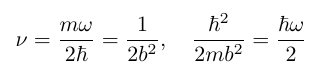 ν = mω/2ħ = 1/2b², ħ²/2mb² = ħω/2